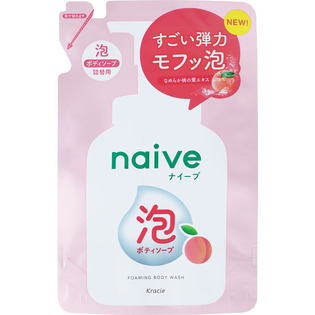 NEW!
すごい弾力
モフッ泡
なめらか桃の葉エキス
泡
ボディソープ
詰替用
naive
ナイーブ
泡
ボディソープ
FOAMING BODY WASH
Kracie